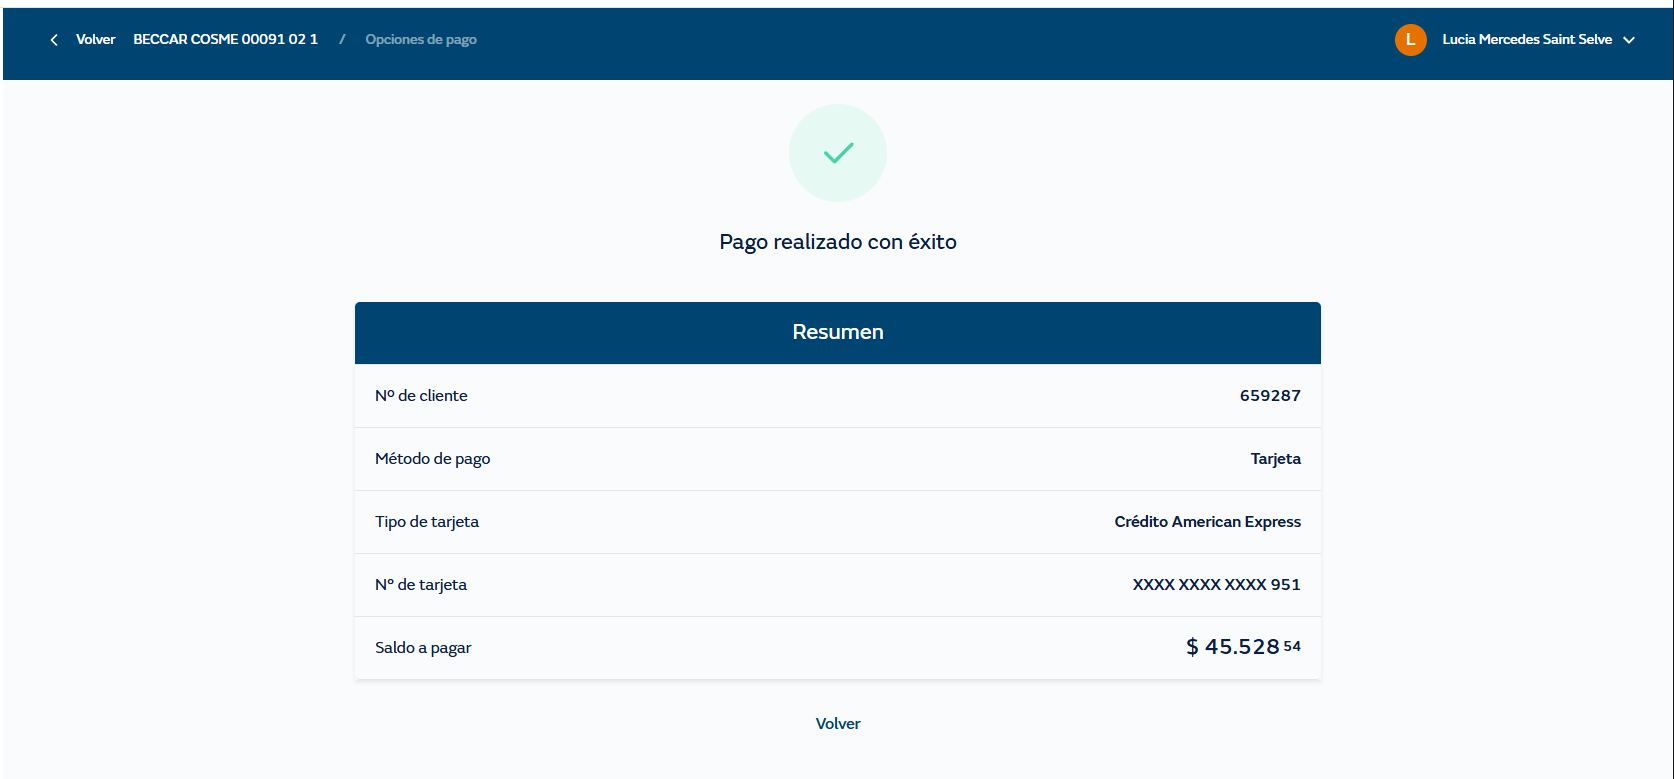 Volver BECCAR COSME 00091 02 1 / Opciones de pago
L Lucia Mercedes Saint Selve
Pago realizado con éxito
Resumen
Nº de cliente 659287
Método de pago Tarjeta
Tipo de tarjeta Crédito American Express
N° de tarjeta XXXX XXXX XXXX 951
Saldo a pagar $ 45.528 54
Volver